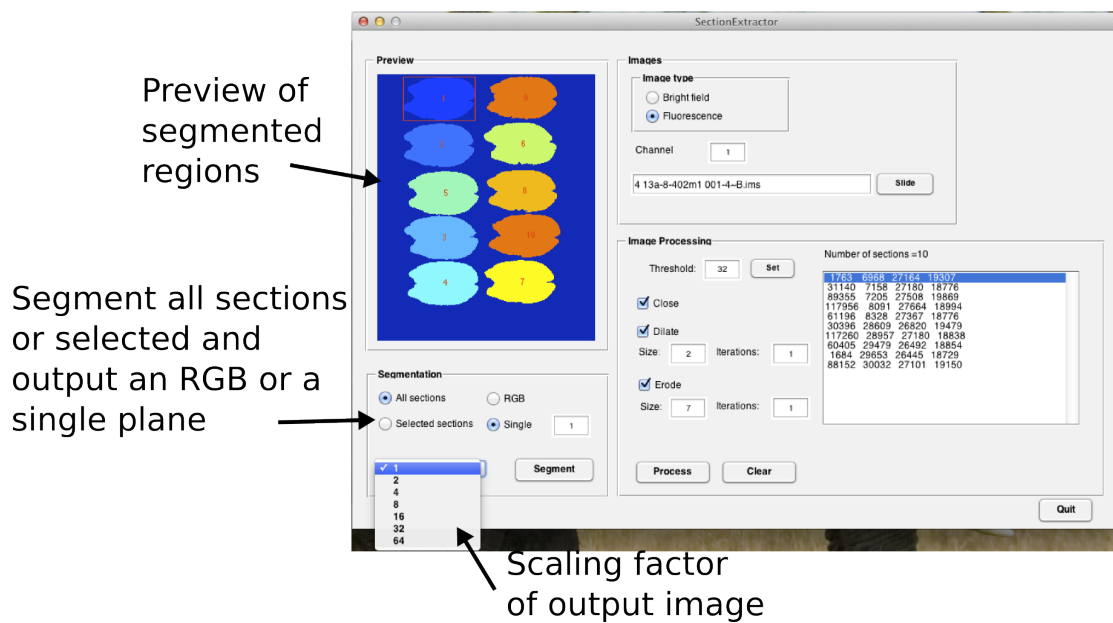 SectionExtractor
Preview
1
9
2
6
5
8
3
10
4
7
Preview of
segmented
regions
Segment all sections
or selected and
output an RGB or a
single plane
Segmentation
All sections
RGB
Selected sections
Single
1
✓ 1
2
4
8
16
32
64
Segment
Scaling factor
of output image
Images
Image type
Bright field
Fluorescence
Channel
1
4 13a-8-402m1 001-4~B.ims
Slide
Image Processing
Threshold:
32
Set
Close
Dilate
Size:
2
Iterations:
1
Erode
Size:
7
Iterations:
1
Process
Clear
Number of sections =10
1763 6968 27164 19307
31140 7158 27180 18776
89355 7205 27508 19869
117956 8091 27664 18994
61196 8328 27367 18776
30396 28609 26820 19479
117260 28957 27180 18838
60405 29479 26492 18854
1684 29653 26445 18729
88152 30032 27101 19150
Quit